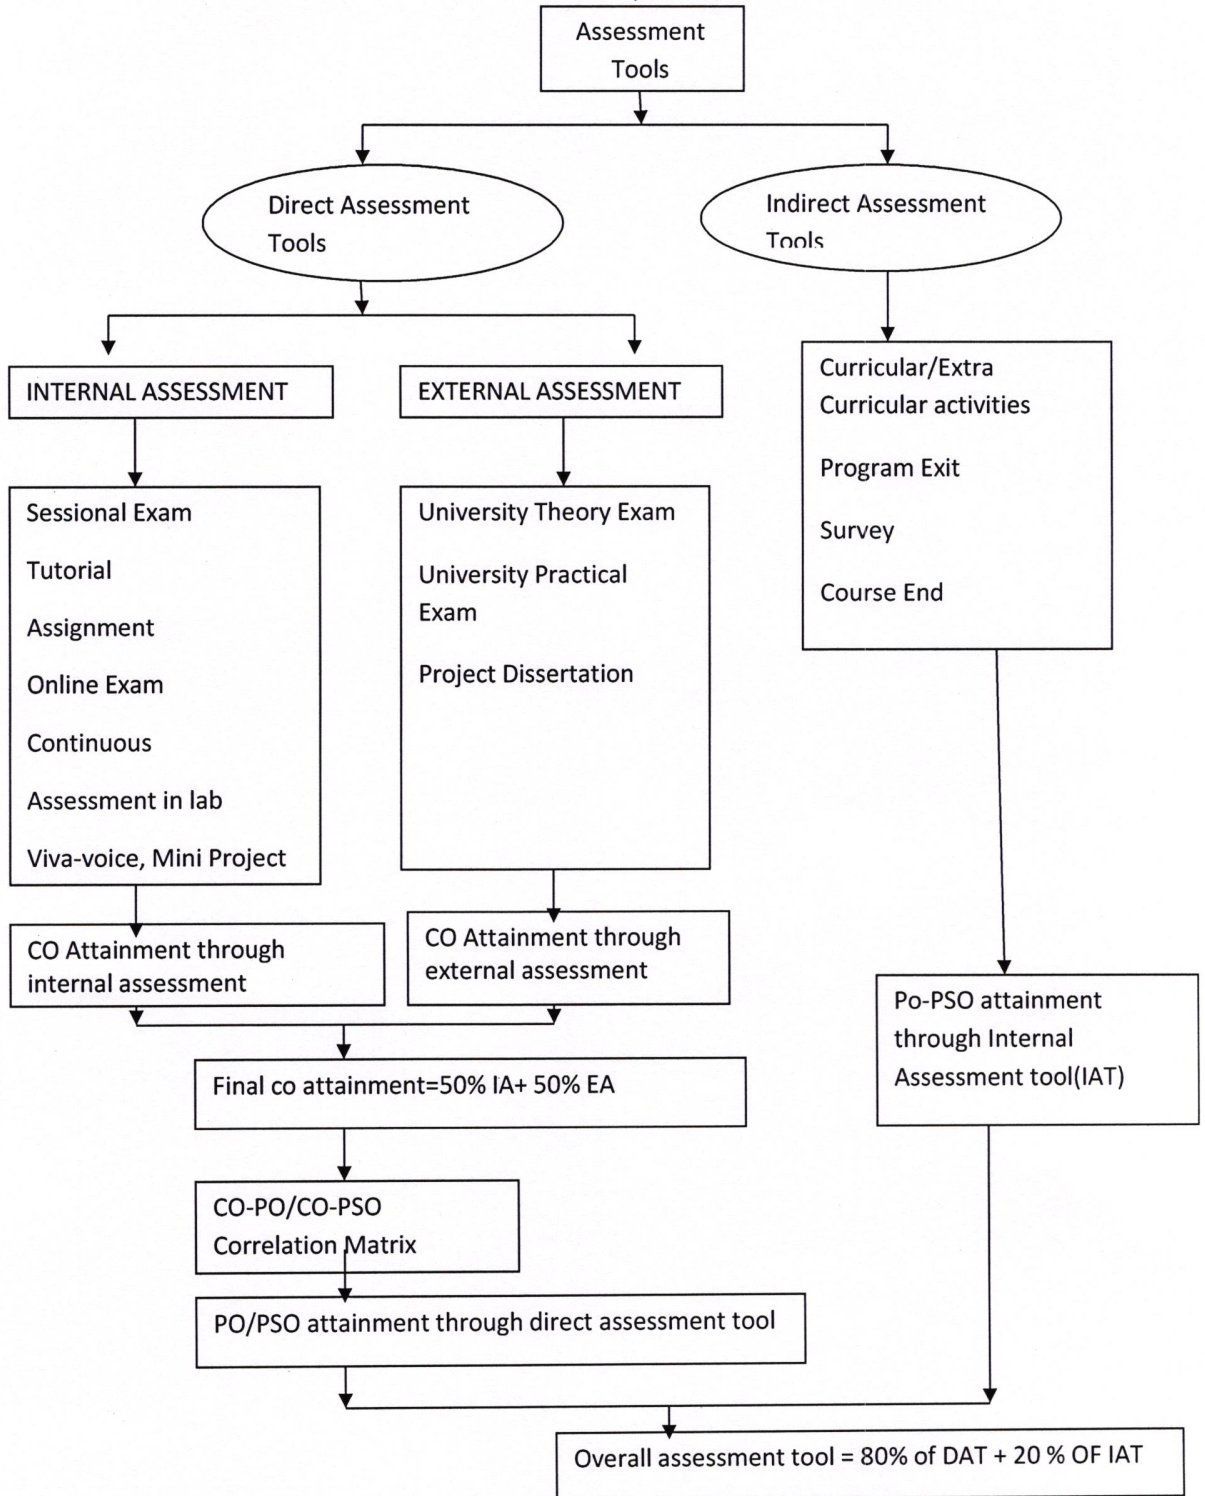 Assessment
Tools
Direct Assessment
Tools
Indirect Assessment
Tools
INTERNAL ASSESSMENT
EXTERNAL ASSESSMENT
Curricular/Extra
Curricular activities
Program Exit
Survey
Course End
Sessional Exam
Tutorial
Assignment
Online Exam
Continuous
Assessment in lab
Viva-voice, Mini Project
University Theory Exam
University Practical
Exam
Project Dissertation
CO Attainment through
internal assessment
CO Attainment through
external assessment
Po-PSO attainment
through Internal
Assessment tool(IAT)
Final co attainment=50% IA+ 50% EA
CO-PO/CO-PSO
Correlation Matrix
PO/PSO attainment through direct assessment tool
Overall assessment tool = 80% of DAT + 20 % OF IAT